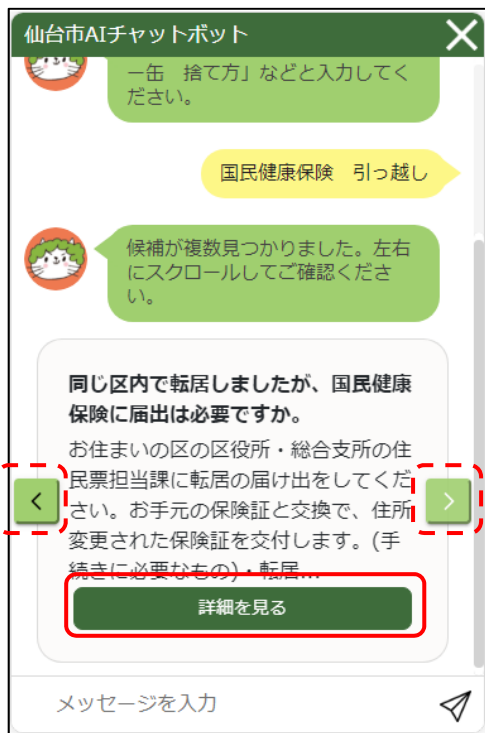 仙台市AIチャットボット
ー缶　捨て方」などと入力してく
ださい。
国民健康保険　引っ越し
候補が複数見つかりました。左右
にスクロールしてご確認くださ
い。
同じ区内で転居しましたが、国民健康
保険に届出は必要ですか。
お住まいの区の区役所・総合支所の住
民票担当課に転居の届け出をしてくだ
さい。お手元の保険証と交換で、住所
変更された保険証を交付します。(手
続きに必要なもの)・転居...
詳細を見る
メッセージを入力